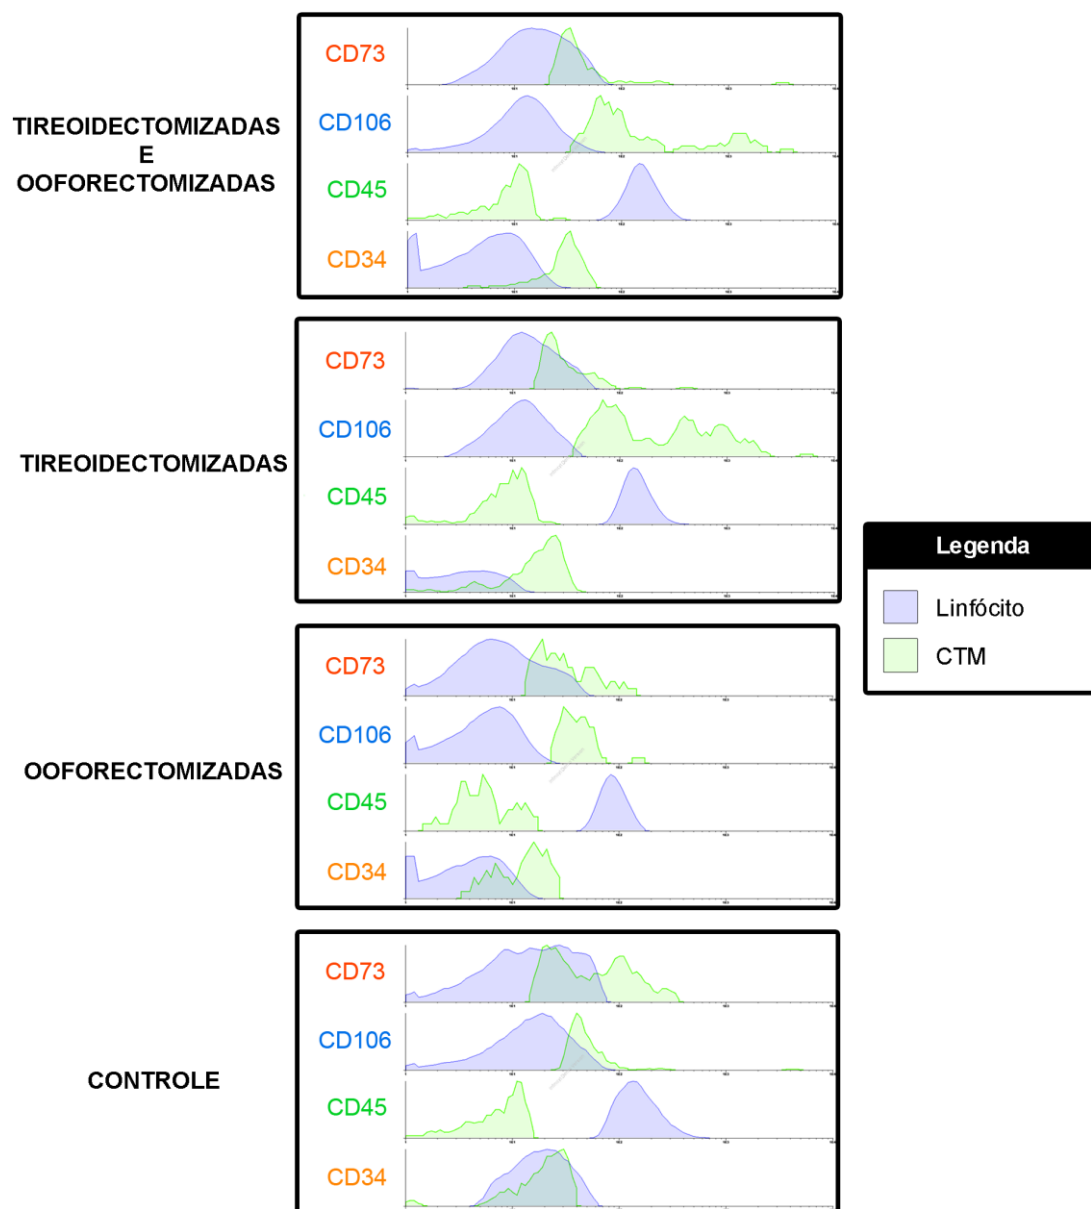 CD73
CD106
CD45
CD34
TIREOIDECTOMIZADAS
E
OOFORECTOMIZADAS
CD73
CD106
CD45
CD34
TIREOIDECTOMIZADAS
CD73
CD106
CD45
CD34
OOFORECTOMIZADAS
CD73
CD106
CD45
CD34
CONTROLE
Legenda
Linfócito
CTM